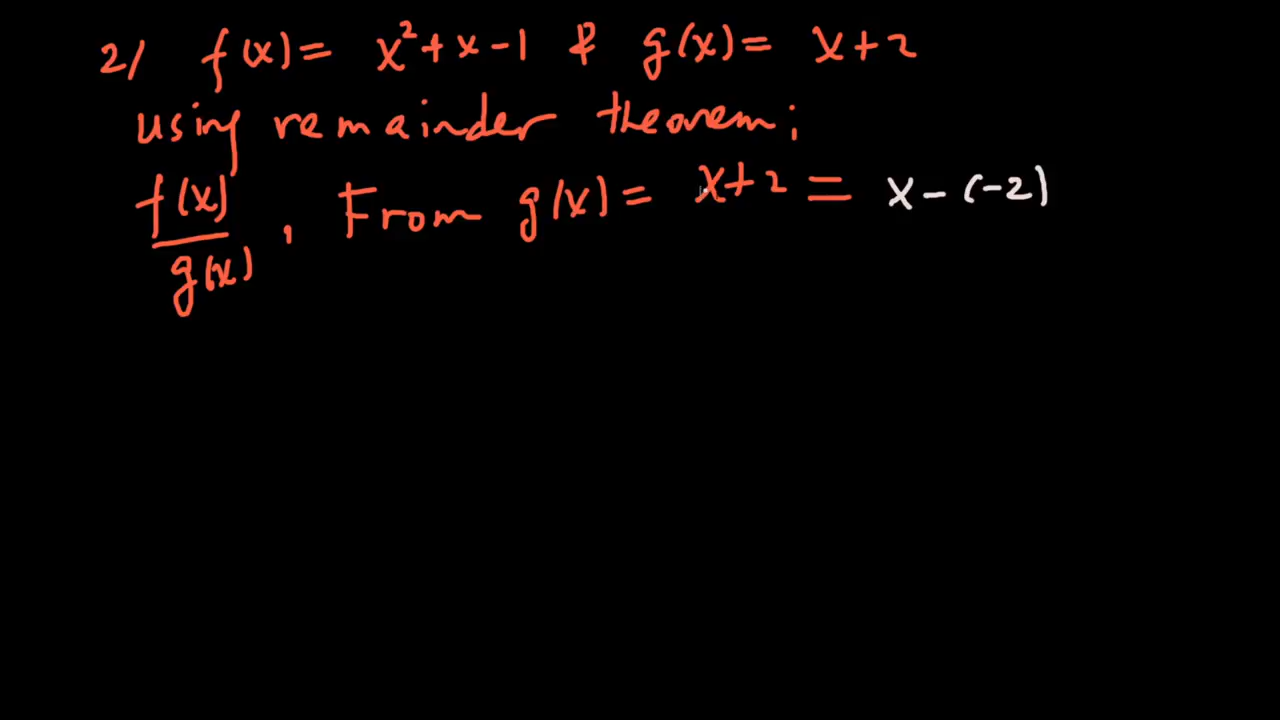 2/ f(x) = x² + x - 1 & g(x) = x + 2
using remainder theorem;
f(x)/g(x), From g(x) = x + 2 = x - (-2)